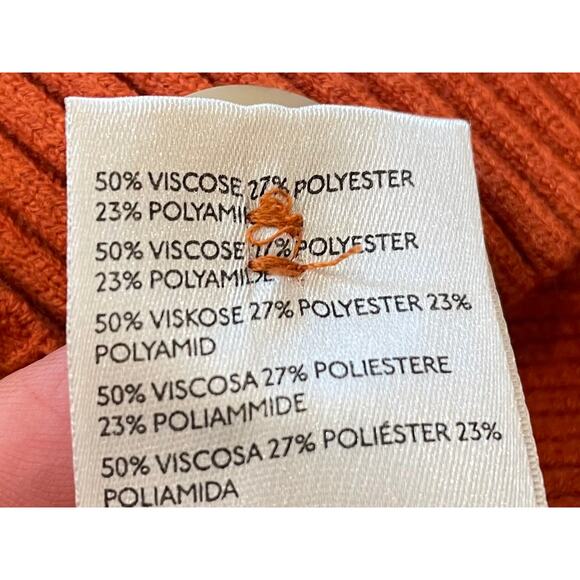 50% VISCOSE 27% POLYESTER
23% POLYAMIDE
50% VISCOSE 27% POLYESTER
23% POLYAMIDE
50% VISKOSE 27% POLYESTER 23%
POLYAMID
50% VISCOSA 27% POLIESTERE
23% POLIAMMIDE
50% VISCOSA 27% POLIÉSTER 23%
POLIAMIDA